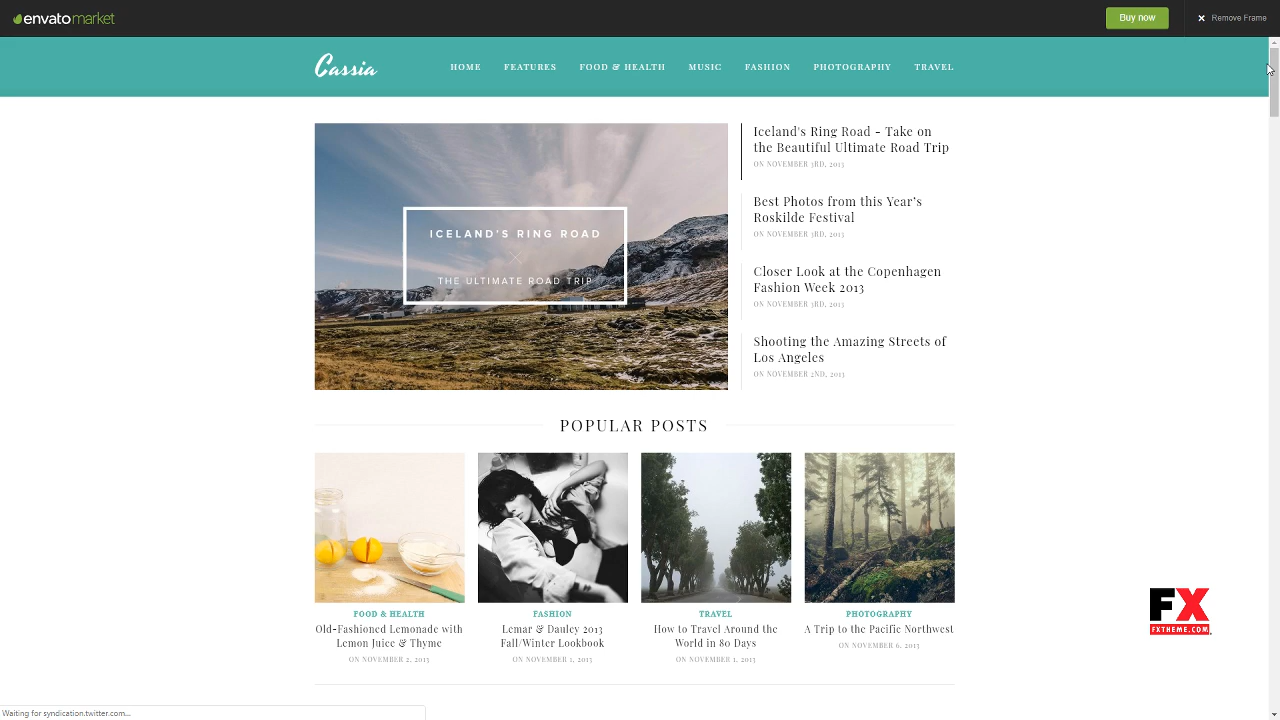 envatomarket
Buy now
Remove Frame
Cassia
HOME
FEATURES
FOOD & HEALTH
MUSIC
FASHION
PHOTOGRAPHY
TRAVEL
ICELAND'S RING ROAD
THE ULTIMATE ROAD TRIP
Iceland's Ring Road - Take on
the Beautiful Ultimate Road Trip
ON NOVEMBER 3RD, 2013
Best Photos from this Year's
Roskilde Festival
ON NOVEMBER 3RD, 2013
Closer Look at the Copenhagen
Fashion Week 2013
ON NOVEMBER 3RD, 2013
Shooting the Amazing Streets of
Los Angeles
ON NOVEMBER 2ND, 2013
POPULAR POSTS
FOOD & HEALTH
Old-Fashioned Lemonade with
Lemon Juice & Thyme
ON NOVEMBER 2, 2013
FASHION
Lemar & Dauley 2013
Fall/Winter Lookbook
ON NOVEMBER 5, 2013
TRAVEL
How to Travel Around the
World in 80 Days
ON NOVEMBER 1, 2013
PHOTOGRAPHY
A Trip to the Pacific Northwest
ON NOVEMBER 6, 2013
FX
FXTHEME.COM
Waiting for syndication.twitter.com...